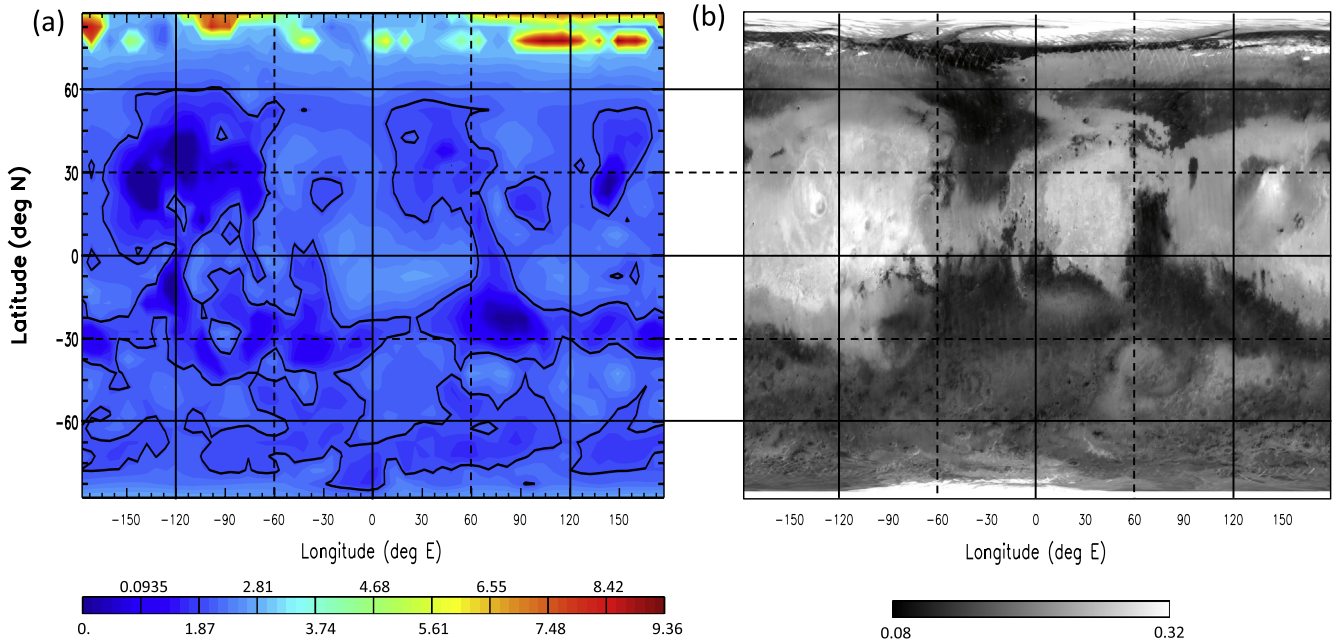 (a)
(b)
60
30
0
−30
−60
Latitude (deg N)
−150 −120 −90 −60 −30 0 30 60 90 120 150
−150 −120 −90 −60 −30 0 30 60 90 120 150
Longitude (deg E)
Longitude (deg E)
0.0935 2.81 4.68 6.55 8.42
0. 1.87 3.74 5.61 7.48 9.36
0.08 0.32